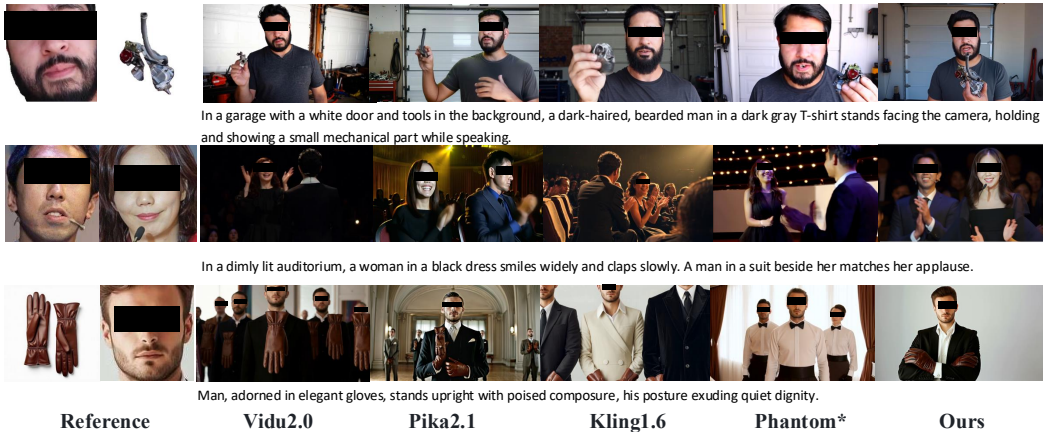 In a garage with a white door and tools in the background, a dark-haired, bearded man in a dark gray T-shirt stands facing the camera, holding
and showing a small mechanical part while speaking.
In a dimly lit auditorium, a woman in a black dress smiles widely and claps slowly. A man in a suit beside her matches her applause.
Man, adorned in elegant gloves, stands upright with poised composure, his posture exuding quiet dignity.
Reference Vidu2.0 Pika2.1 Kling1.6 Phantom* Ours